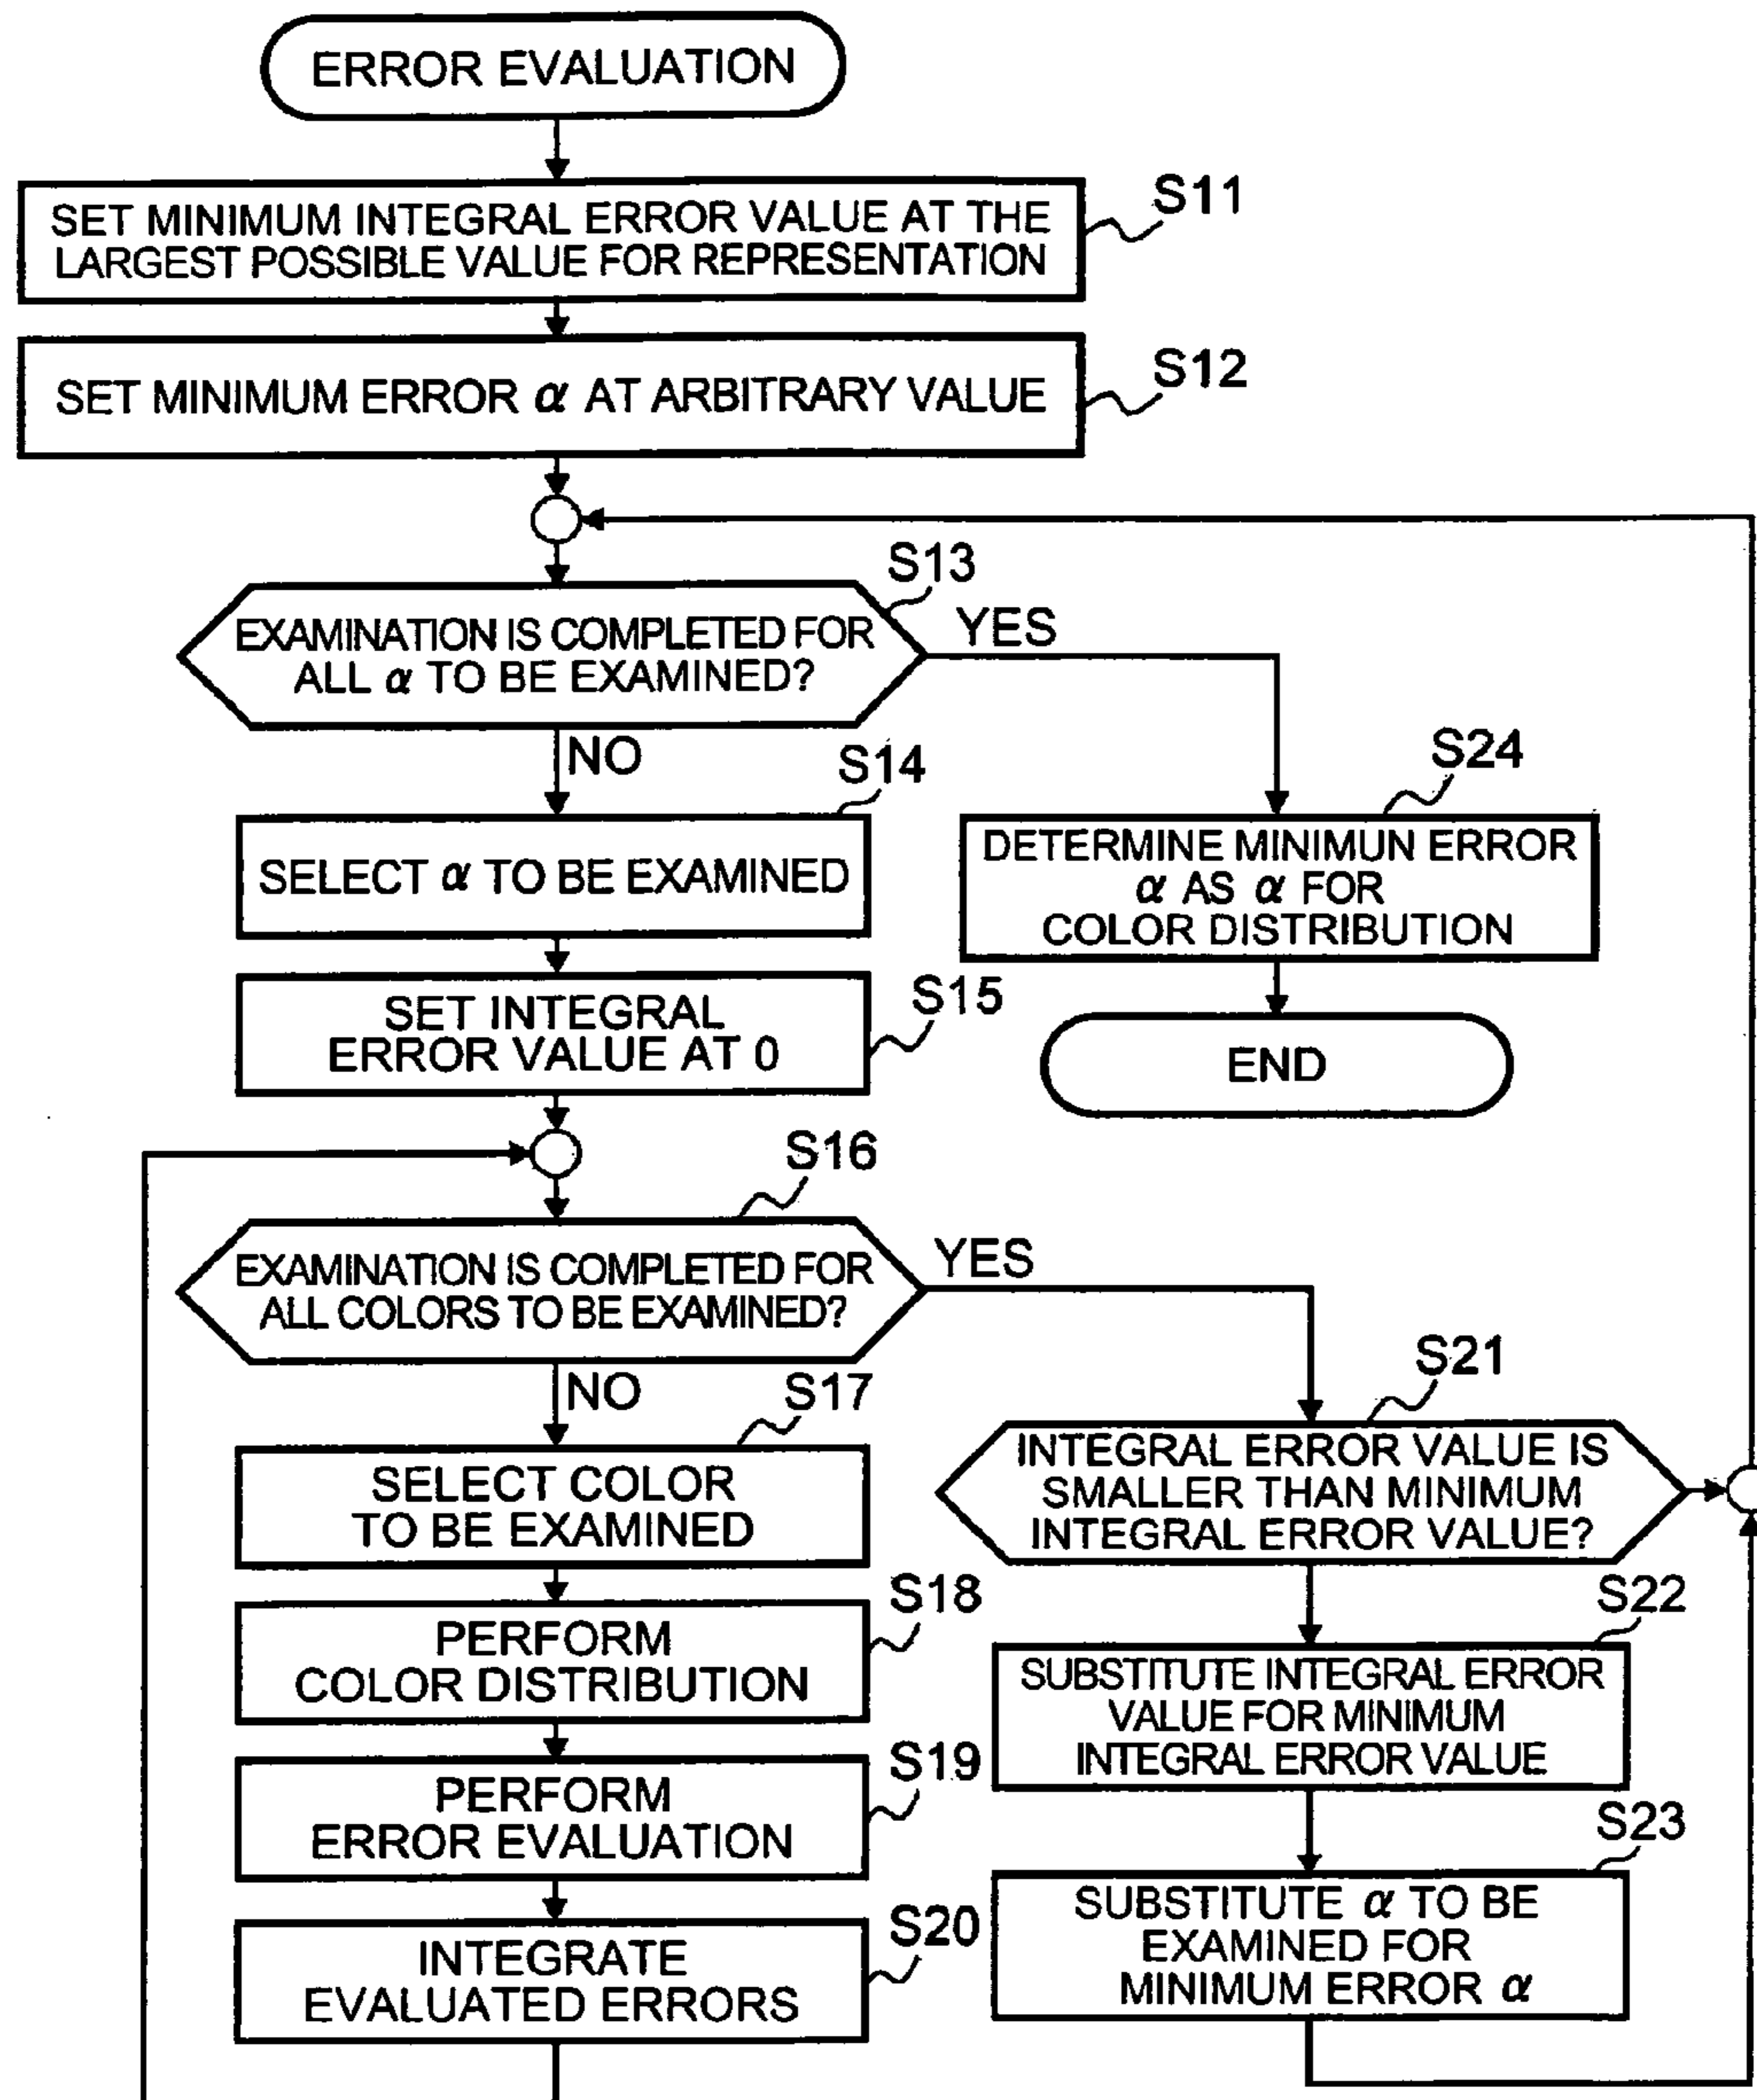 ERROR EVALUATION
S11
SET MINIMUM INTEGRAL ERROR VALUE AT THE
LARGEST POSSIBLE VALUE FOR REPRESENTATION
S12
SET MINIMUM ERROR α AT ARBITRARY VALUE
S13
EXAMINATION IS COMPLETED FOR
ALL α TO BE EXAMINED?
YES
NO
S14
SELECT α TO BE EXAMINED
S24
DETERMINE MINIMUN ERROR
α AS α FOR
COLOR DISTRIBUTION
S15
SET INTEGRAL
ERROR VALUE AT 0
END
S16
EXAMINATION IS COMPLETED FOR
ALL COLORS TO BE EXAMINED?
YES
NO
S17
SELECT COLOR
TO BE EXAMINED
S18
PERFORM
COLOR DISTRIBUTION
S19
PERFORM
ERROR EVALUATION
S20
INTEGRATE
EVALUATED ERRORS
S21
INTEGRAL ERROR VALUE IS
SMALLER THAN MINIMUM
INTEGRAL ERROR VALUE?
S22
SUBSTITUTE INTEGRAL ERROR
VALUE FOR MINIMUM
INTEGRAL ERROR VALUE
S23
SUBSTITUTE α TO BE
EXAMINED FOR
MINIMUM ERROR α